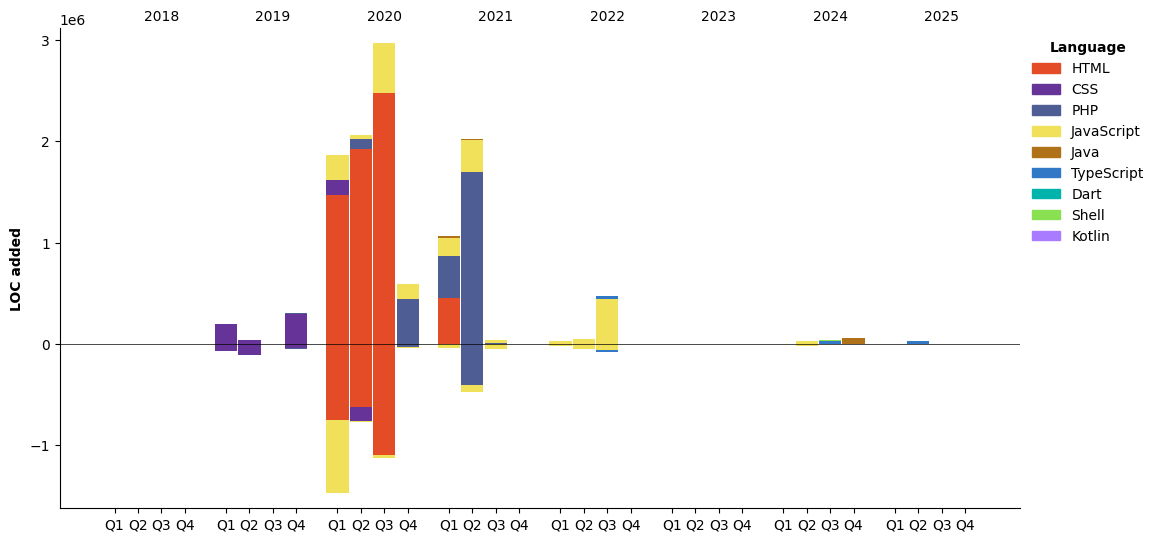 2018 2019 2020 2021 2022 2023 2024 2025
1e6
3
2
1
0
−1
LOC added
Q1 Q2 Q3 Q4 Q1 Q2 Q3 Q4 Q1 Q2 Q3 Q4 Q1 Q2 Q3 Q4 Q1 Q2 Q3 Q4 Q1 Q2 Q3 Q4 Q1 Q2 Q3 Q4 Q1 Q2 Q3 Q4
Language
HTML
CSS
PHP
JavaScript
Java
TypeScript
Dart
Shell
Kotlin